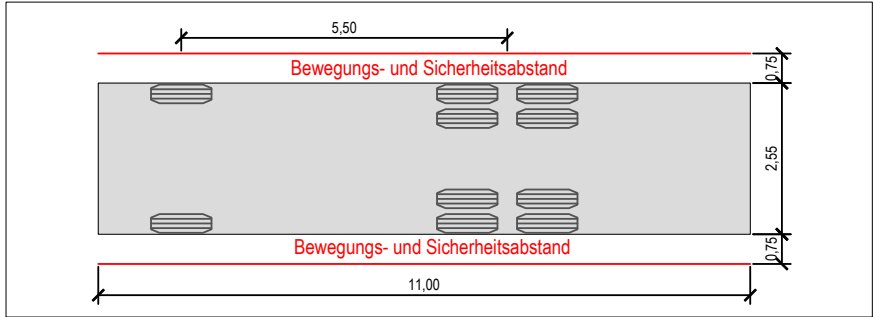 5,50
Bewegungs- und Sicherheitsabstand
0,75
2,55
Bewegungs- und Sicherheitsabstand
0,75
11,00